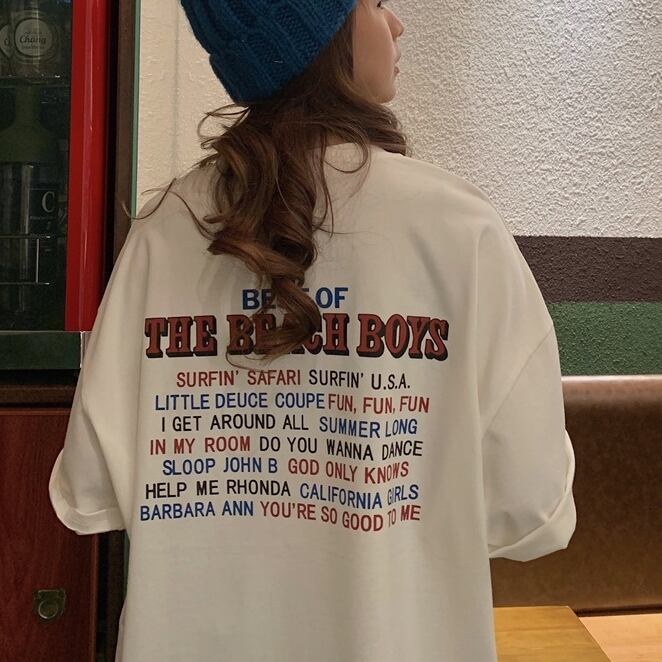 Chang
OF
THE BEACH BOYS
SURFIN' SAFARI SURFIN' U.S.A.
LITTLE DEUCE COUPE FUN, FUN, FUN
I GET AROUND ALL SUMMER LONG
IN MY ROOM DO YOU WANNA DANCE
SLOOP JOHN B GOD ONLY KNOWS
HELP ME RHONDA CALIFORNIA GIRLS
BARBARA ANN YOU'RE SO GOOD TO ME